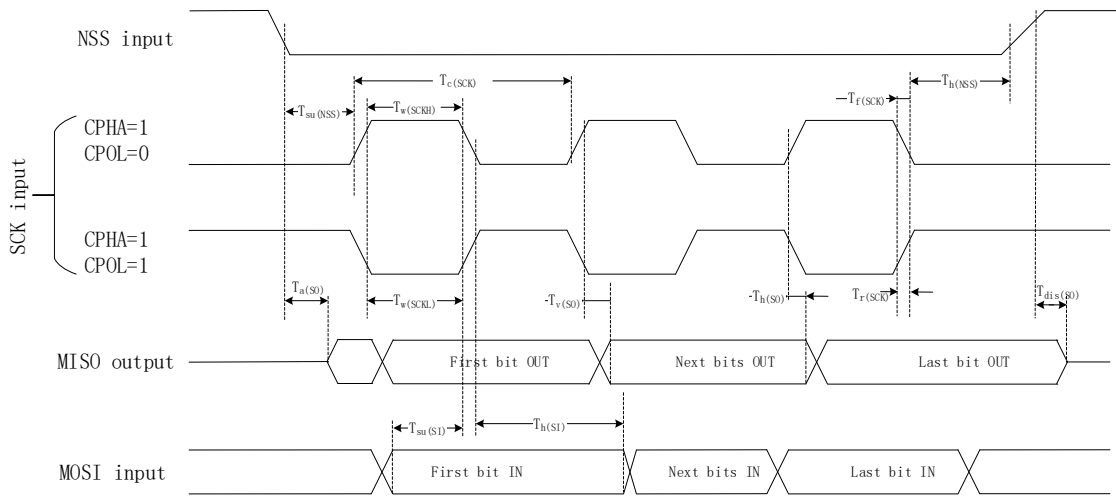 NSS input
Tc(SCK)
Th(NSS)
Tsu(NSS)
Tw(SCKH)
Tf(SCK)
CPHA=1
CPOL=0
SCK input
CPHA=1
CPOL=1
Ta(SO)
Tw(SCKL)
Tv(SO)
Th(SO)
Tr(SCK)
Tdis(SO)
MISO output
First bit OUT
Next bits OUT
Last bit OUT
Tsu(SI)
Th(SI)
MOSI input
First bit IN
Next bits IN
Last bit IN